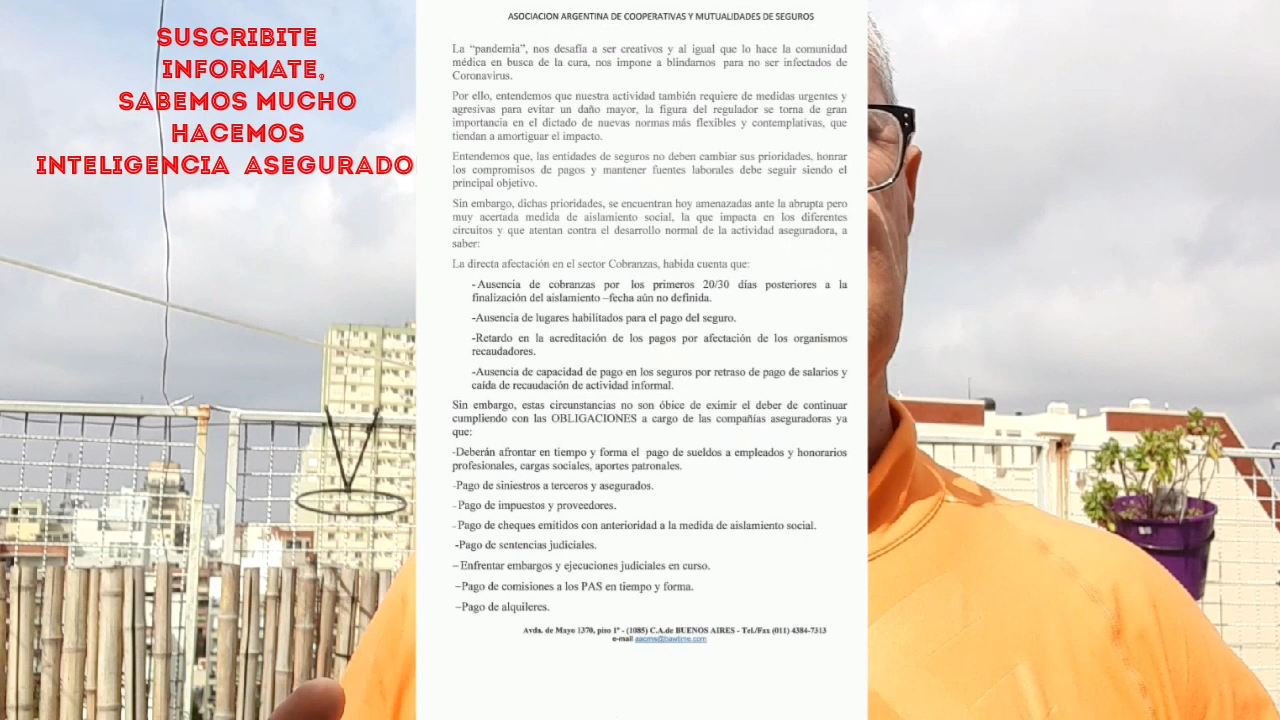 SUSCRIBITE
INFORMATE,
SABEMOS MUCHO
HACEMOS
INTELIGENCIA ASEGURADO
ASOCIACION ARGENTINA DE COOPERATIVAS Y MUTUALIDADES DE SEGUROS
La “pandemia”, nos desafía a ser creativos y al igual que lo hace la comunidad
médica en busca de la cura, nos impone a blindarnos para no ser infectados de
Coronavirus.
Por ello, entendemos que nuestra actividad también requiere de medidas urgentes y
agresivas para evitar un daño mayor, la figura del regulador se torna de gran
importancia en el dictado de nuevas normas más flexibles y contemplativas, que
tiendan a amortiguar el impacto.
Entendemos que, las entidades de seguros no deben cambiar sus prioridades, honrar
los compromisos de pagos y mantener fuentes laborales debe seguir siendo el
principal objetivo.
Sin embargo, dichas prioridades, se encuentran hoy amenazadas ante la abrupta pero
muy acertada medida de aislamiento social, la que impacta en los diferentes
circuitos y que atentan contra el desarrollo normal de la actividad aseguradora, a
saber:
La directa afectación en el sector Cobranzas, habida cuenta que:
-Ausencia de cobranzas por los primeros 20/30 días posteriores a la
finalización del aislamiento –fecha aún no definida.
-Ausencia de lugares habilitados para el pago del seguro.
-Retardo en la acreditación de los pagos por afectación de los organismos
recaudadores.
-Ausencia de capacidad de pago en los seguros por retraso de pago de salarios y
caída de recaudación de actividad informal.
Sin embargo, estas circunstancias no son óbice de eximir el deber de continuar
cumpliendo con las OBLIGACIONES a cargo de las compañías aseguradoras ya
que:
-Deberán afrontar en tiempo y forma el pago de sueldos a empleados y honorarios
profesionales, cargas sociales, aportes patronales.
-Pago de siniestros a terceros y asegurados.
- Pago de impuestos y proveedores.
- Pago de cheques emitidos con anterioridad a la medida de aislamiento social.
-Pago de sentencias judiciales.
–Enfrentar embargos y ejecuciones judiciales en curso.
–Pago de comisiones a los PAS en tiempo y forma.
–Pago de alquileres.
Avda. de Mayo 1370, piso 1º - (1085) C.A.de BUENOS AIRES - Tel./Fax (011) 4384-7313
e-mail